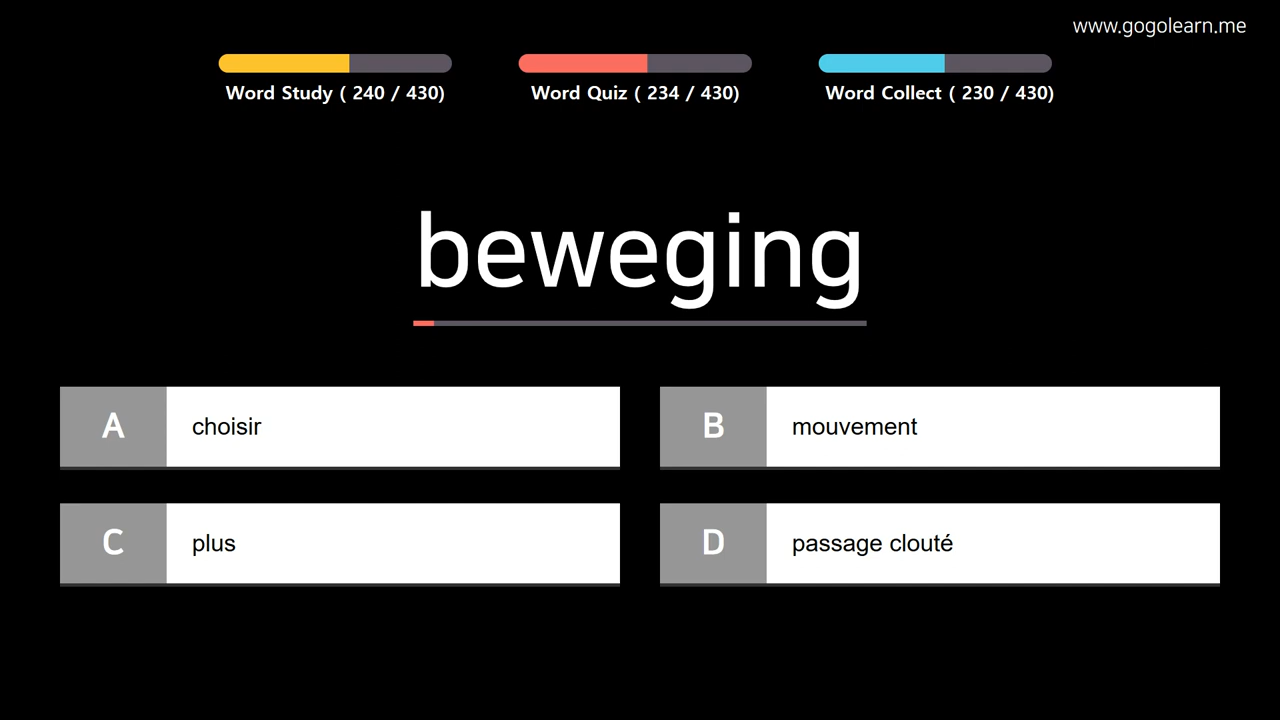 www.gogolearn.me
Word Study ( 240 / 430)
Word Quiz ( 234 / 430)
Word Collect ( 230 / 430)
beweging
A choisir
B mouvement
C plus
D passage clouté